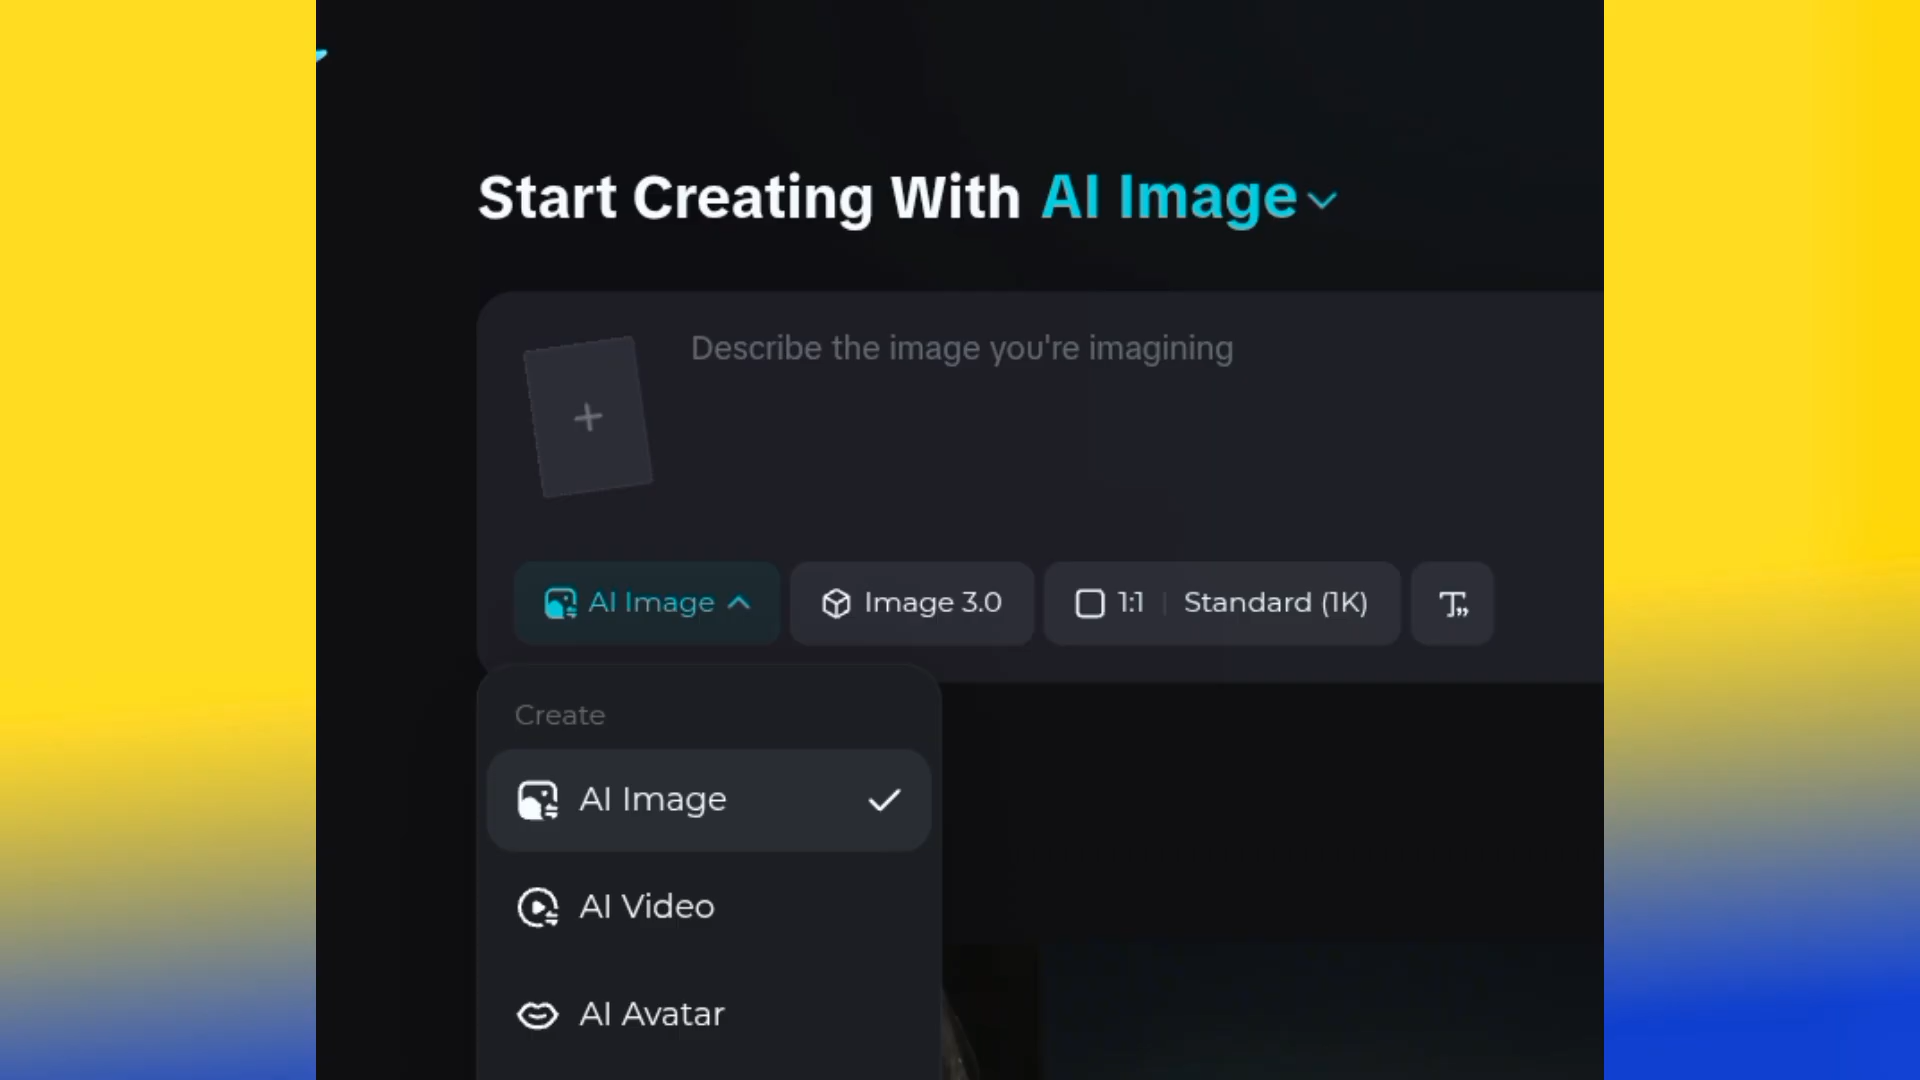 Start Creating With AI Image
Describe the image you're imagining
AI Image Image 3.0 1:1 Standard (1K)
Create
AI Image
AI Video
AI Avatar